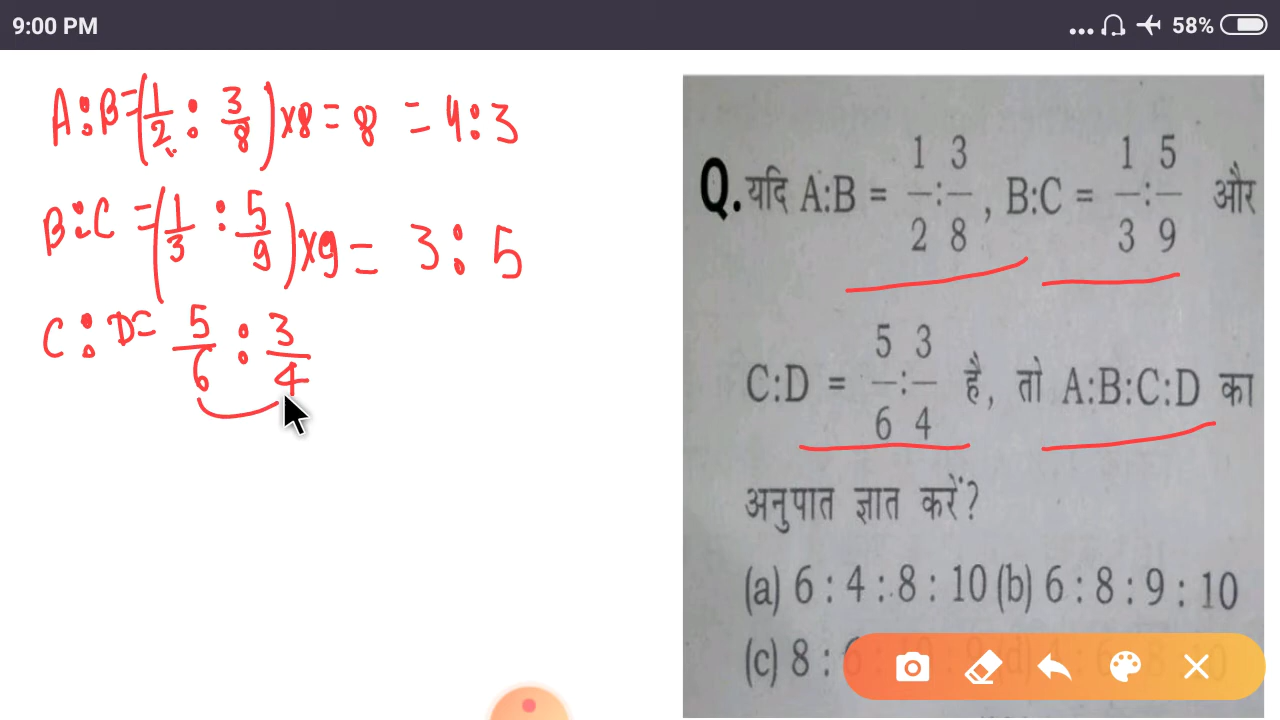 9:00 PM 58%
A:B=(1/2 : 3/8)×8=8 =4:3
B:C=(1/3 : 5/9)×9= 3:5
C:D= 5/6 : 3/4
Q. यदि A:B = 1/2 : 3/8 , B:C = 1/3 : 5/9 और
C:D = 5/6 : 3/4 है, तो A:B:C:D का
अनुपात ज्ञात करें?
(a) 6 : 4 : 8 : 10 (b) 6 : 8 : 9 : 10
(c) 8 :